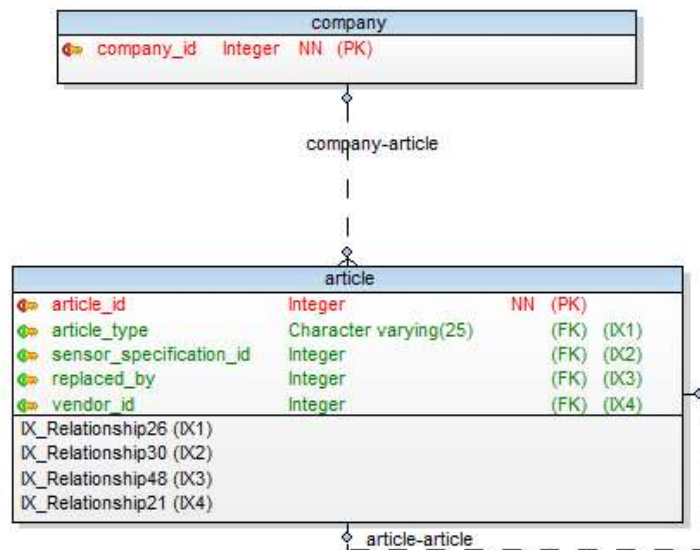 company
company_id Integer NN (PK)
company-article
article
article_id Integer NN (PK)
article_type Character varying(25) (FK) (IX1)
sensor_specification_id Integer (FK) (IX2)
replaced_by Integer (FK) (IX3)
vendor_id Integer (FK) (IX4)
IX_Relationship26 (IX1)
IX_Relationship30 (IX2)
IX_Relationship48 (IX3)
IX_Relationship21 (IX4)
article-article